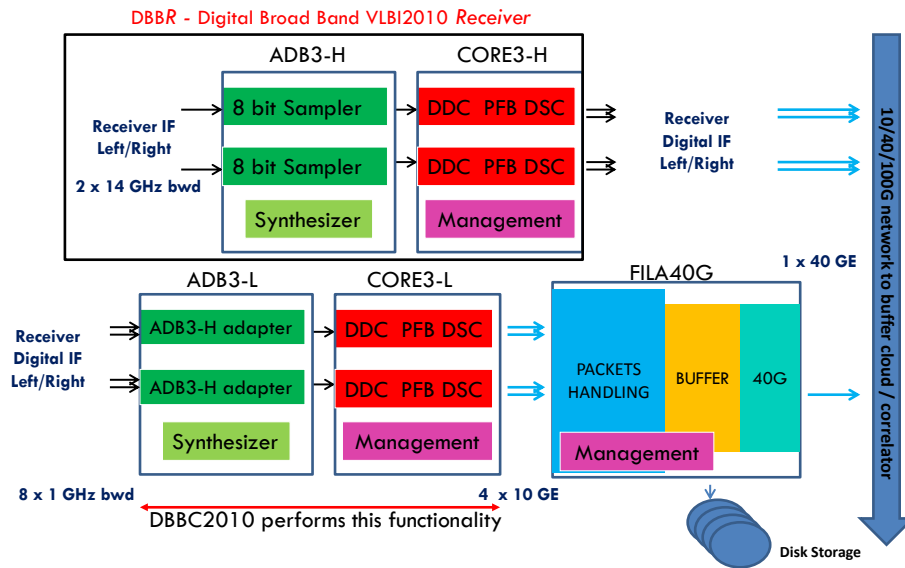 DBBR - Digital Broad Band VLBI2010 Receiver
ADB3-H
CORE3-H
8 bit Sampler
DDC PFB DSC
Receiver IF
Left/Right
Receiver
Digital IF
Left/Right
8 bit Sampler
DDC PFB DSC
2 x 14 GHz bwd
Synthesizer
Management
10/40/100G network to buffer cloud / correlator
1 x 40 GE
ADB3-L
CORE3-L
FILA40G
Receiver
Digital IF
Left/Right
ADB3-H adapter
DDC PFB DSC
ADB3-H adapter
DDC PFB DSC
PACKETS
HANDLING
BUFFER
40G
Synthesizer
Management
Management
8 x 1 GHz bwd
4 x 10 GE
DBBC2010 performs this functionality
Disk Storage